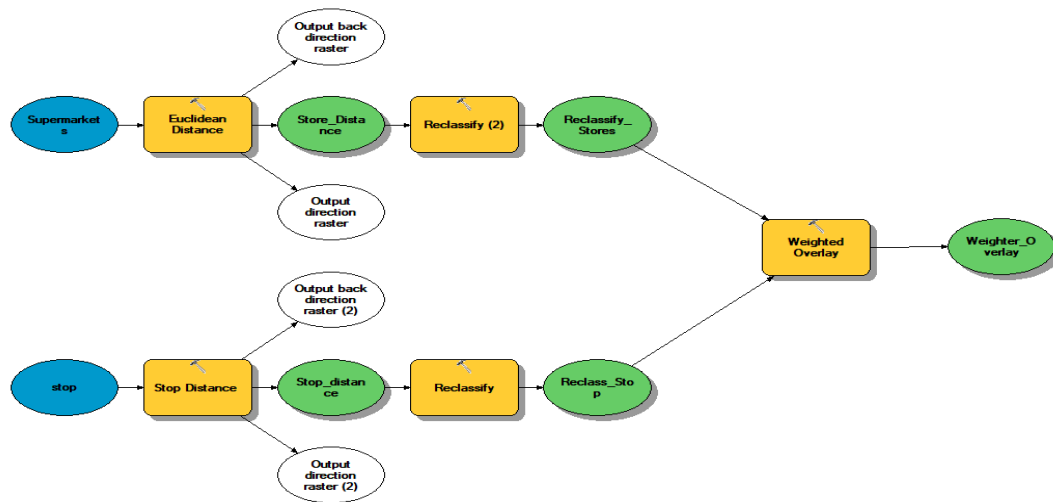 Output back
direction
raster
Supermarket
s
Euclidean
Distance
Store_Dista
nce
Reclassify (2)
Reclassify_
Stores
Output
direction
raster
Weighted
Overlay
Weighter_O
verlay
Output back
direction
raster (2)
stop
Stop Distance
Stop_distan
ce
Reclassify
Reclass_Sto
p
Output
direction
raster (2)